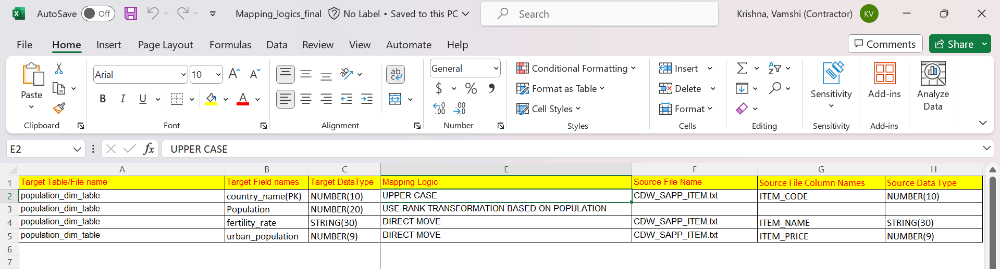 AutoSave Off Mapping_logics_final No Label • Saved to this PC Search Krishna, Vamshi (Contractor) KV
File Home Insert Page Layout Formulas Data Review View Automate Help Comments Share
Arial 10 General Conditional Formatting Insert
Paste $ % Format as Table Delete Sensitivity Add-ins Analyze Data
B I U A Cell Styles Format
Clipboard Font Alignment Number Styles Cells Editing Sensitivity Add-ins
E2 fx UPPER CASE
A B C E F G H
1 Target Table/File name Target Field names Target DataType Mapping Logic Source File Name Source File Column Names Source Data Type
2 population_dim_table country_name(PK) NUMBER(10) UPPER CASE CDW_SAPP_ITEM.txt ITEM_CODE NUMBER(10)
3 population_dim_table Population NUMBER(20) USE RANK TRANSFORMATION BASED ON POPULATION
4 population_dim_table fertility_rate STRING(30) DIRECT MOVE CDW_SAPP_ITEM.txt ITEM_NAME STRING(30)
5 population_dim_table urban_population NUMBER(9) DIRECT MOVE CDW_SAPP_ITEM.txt ITEM_PRICE NUMBER(9)
6
7